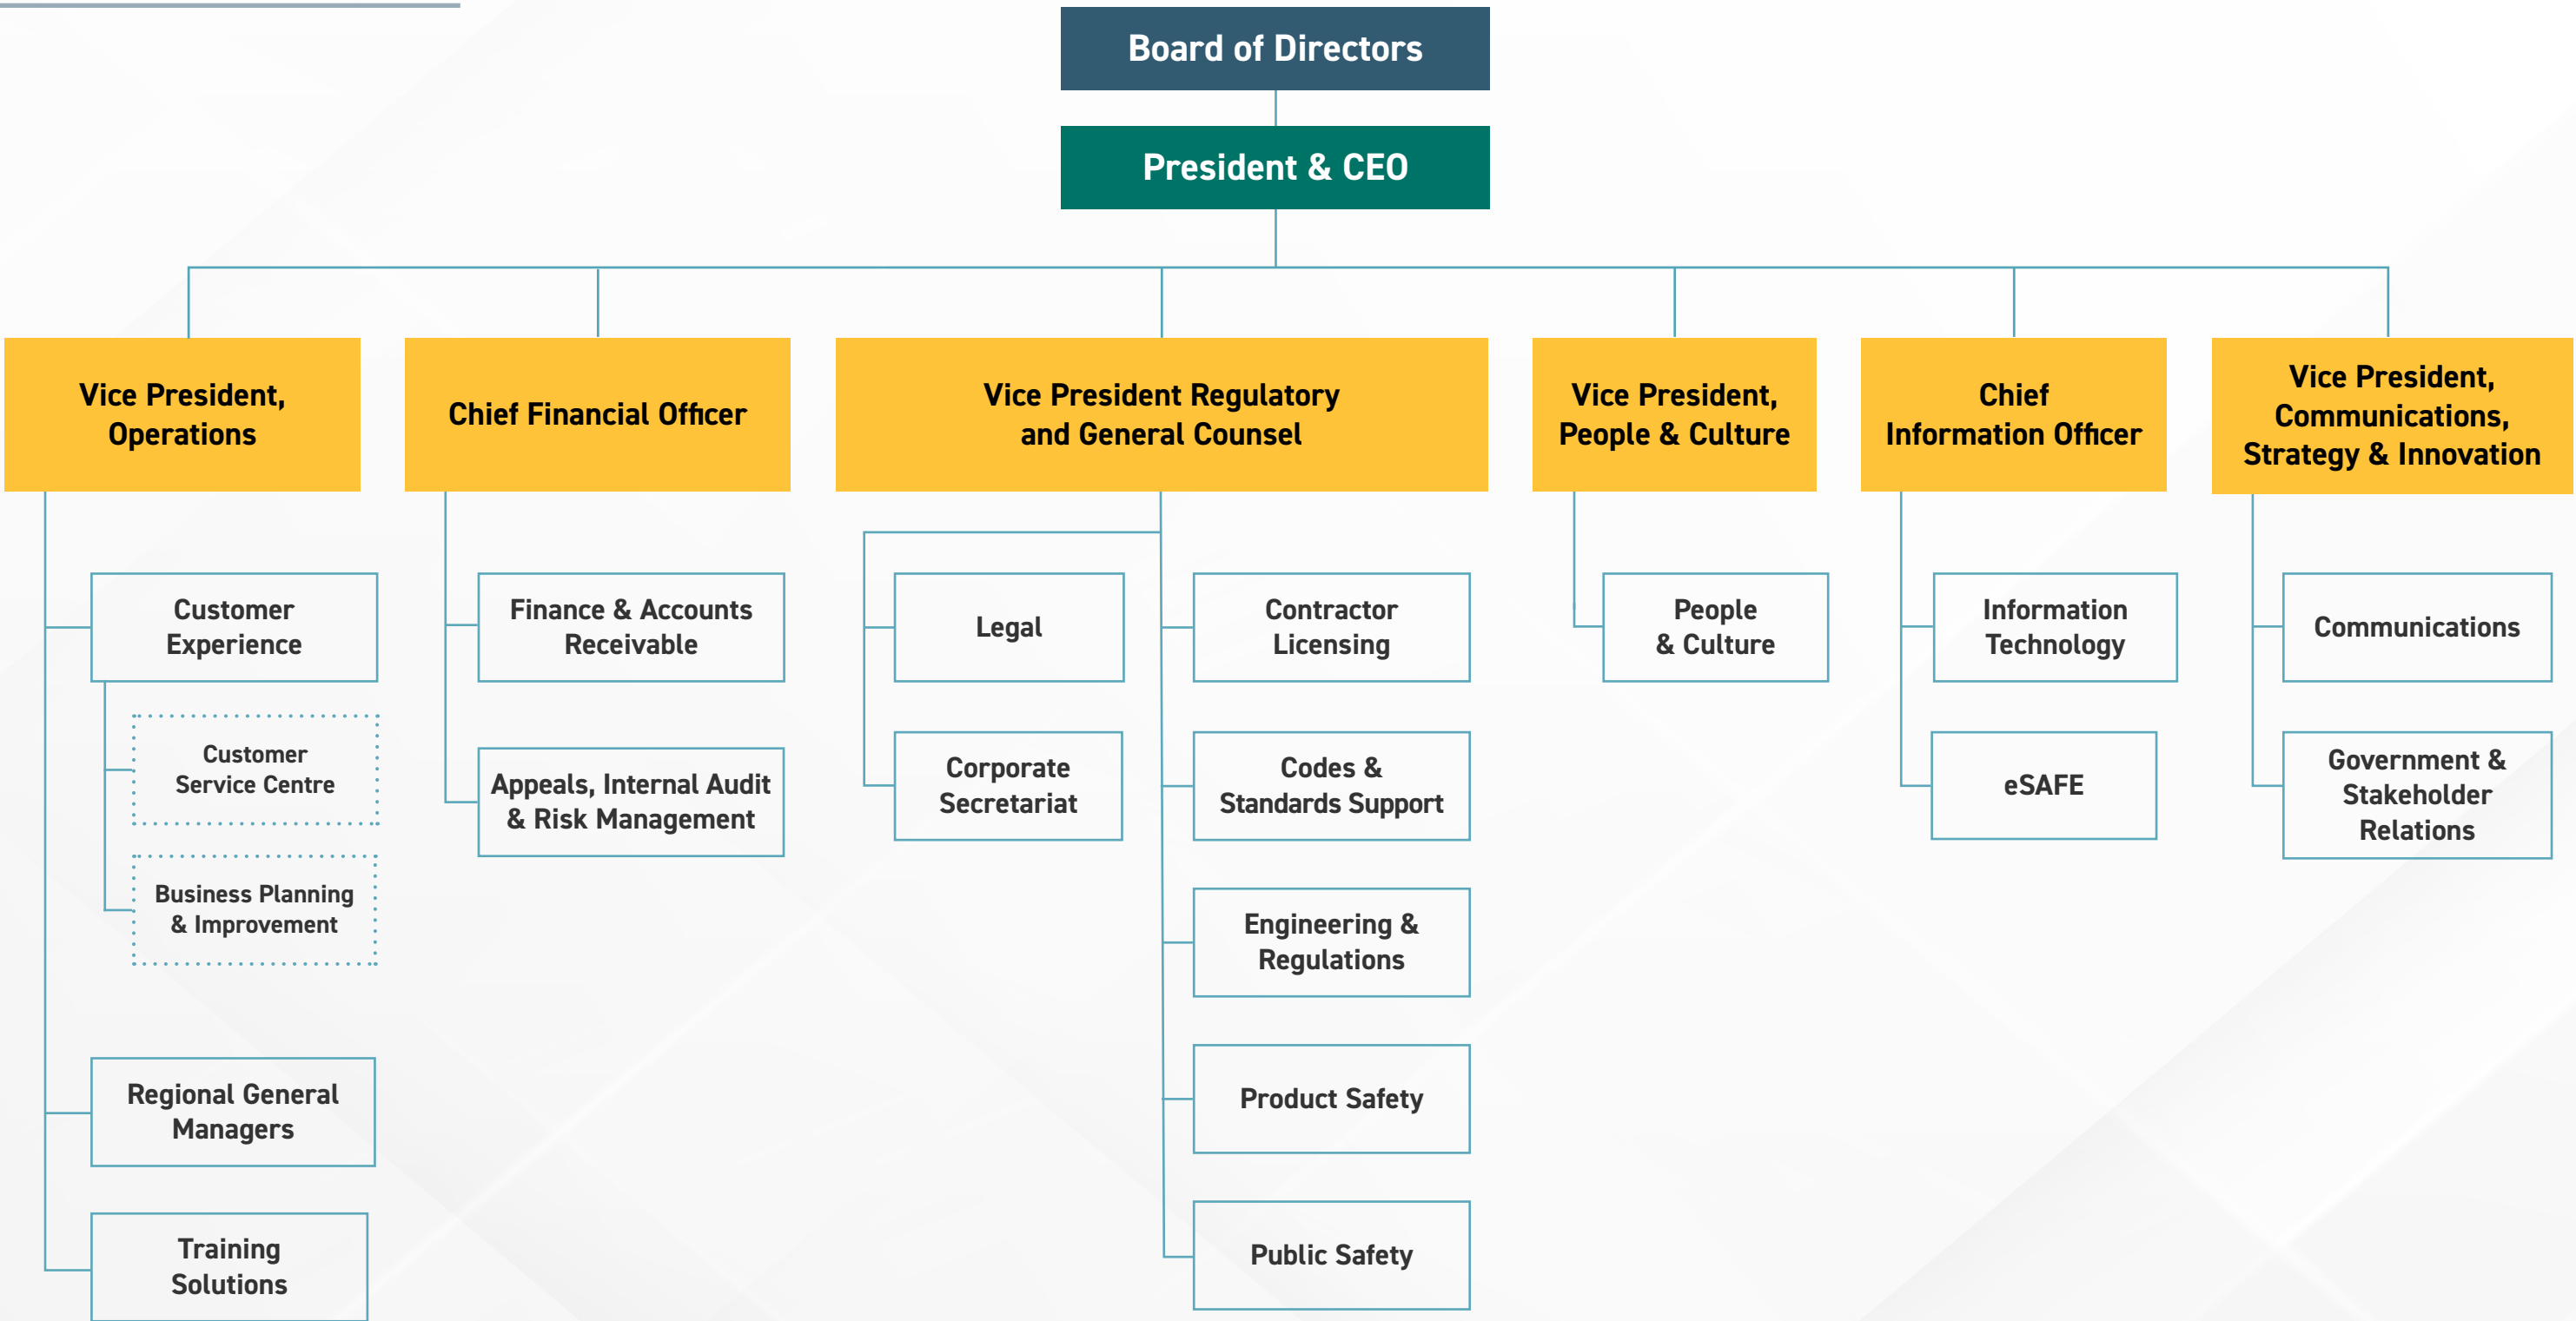 Board of Directors
President & CEO
Vice President,
Operations
Chief Financial Officer
Vice President Regulatory
and General Counsel
Vice President,
People & Culture
Chief
Information Officer
Vice President,
Communications,
Strategy & Innovation
Customer
Experience
Customer
Service Centre
Business Planning
& Improvement
Regional General
Managers
Training
Solutions
Finance & Accounts
Receivable
Appeals, Internal Audit
& Risk Management
Legal
Corporate
Secretariat
Contractor
Licensing
Codes &
Standards Support
Engineering &
Regulations
Product Safety
Public Safety
People
& Culture
Information
Technology
eSAFE
Communications
Government &
Stakeholder
Relations